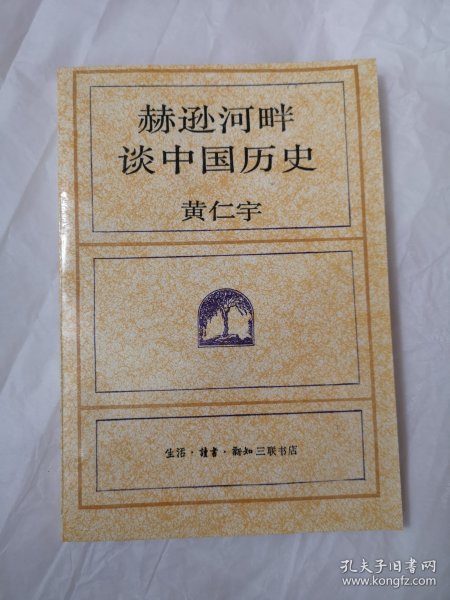 赫逊河畔
谈中国历史
黄仁宇
生活·讀書·新知三联书店
孔夫子旧书网
www.kongfz.com